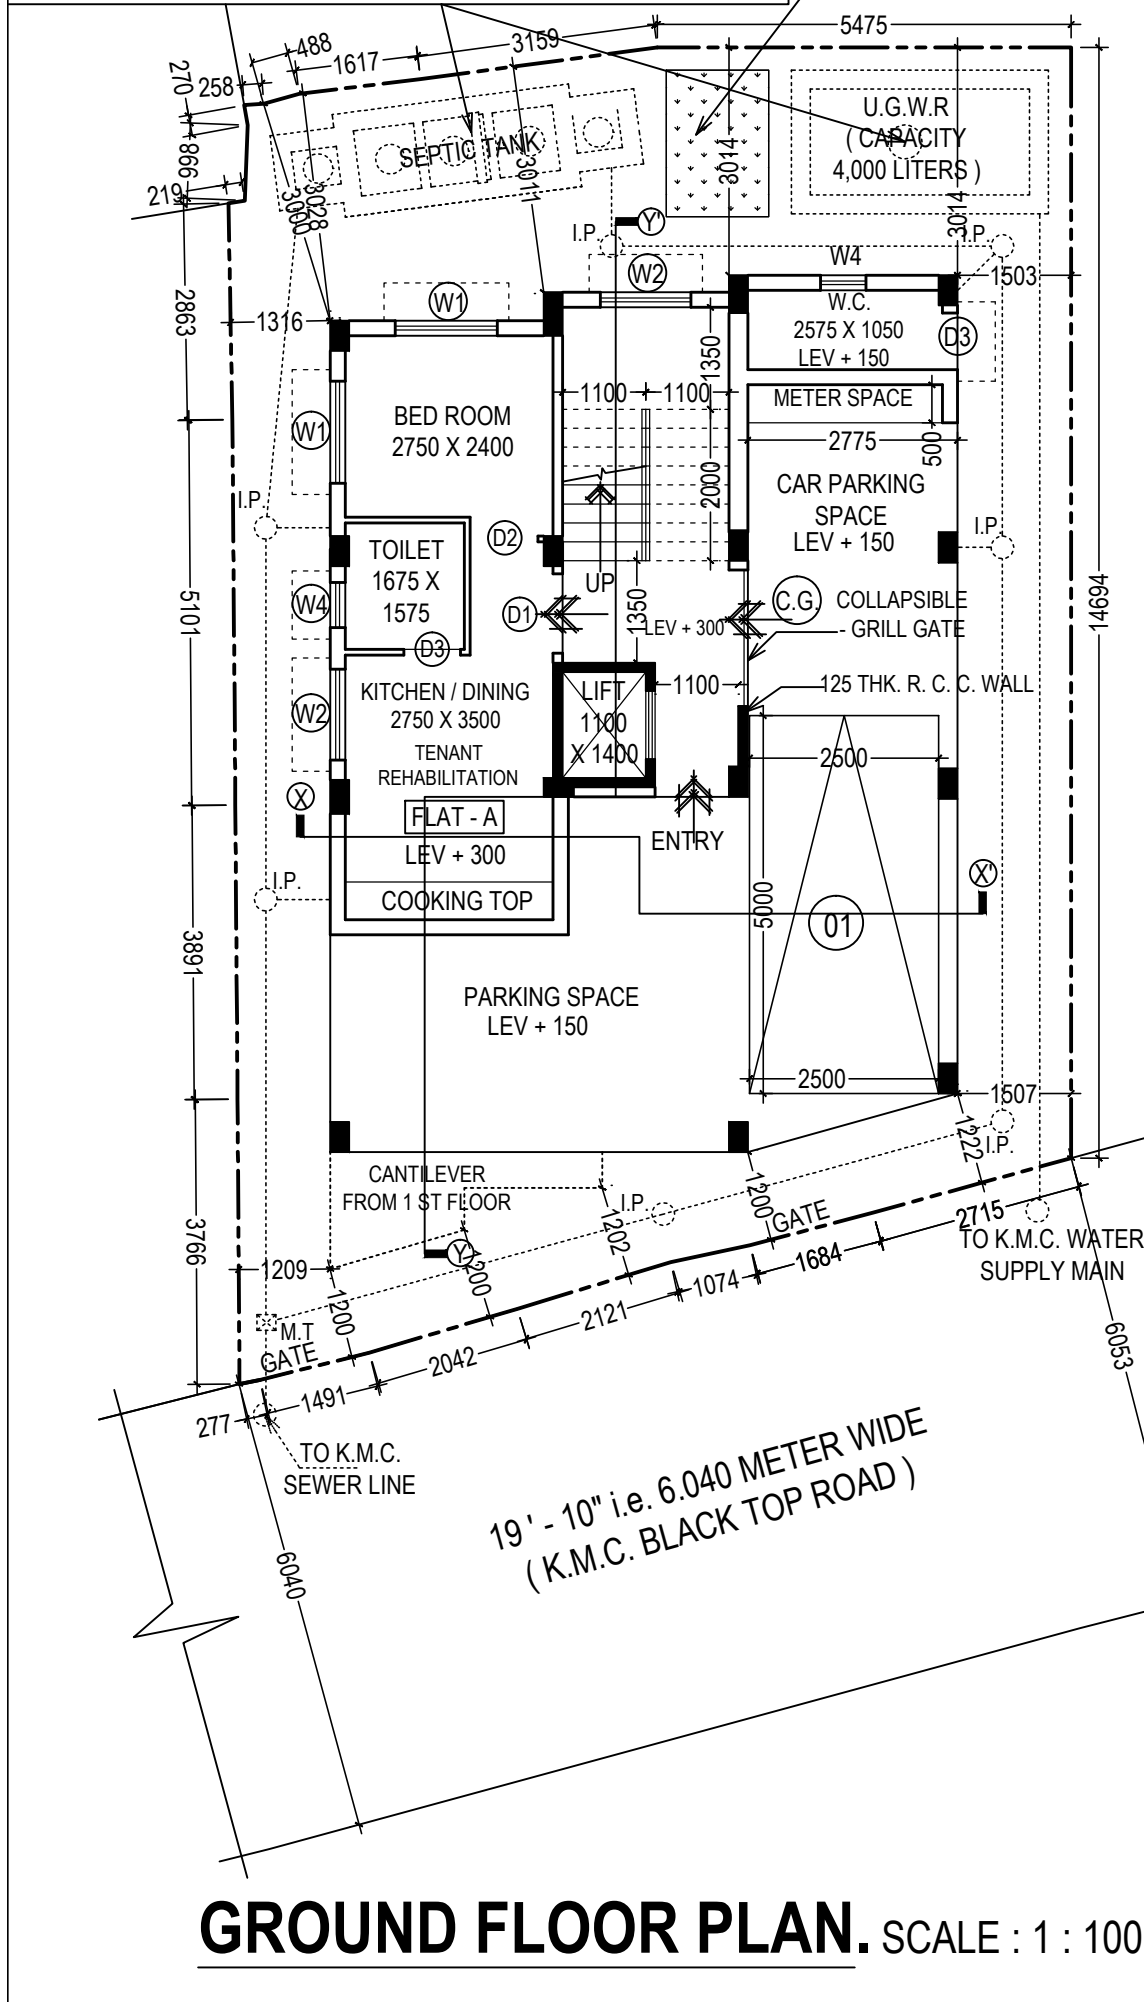 5475
3159
488
1617
258
270
866
219
U.G.W.R
( CAPACITY
4,000 LITERS )
SEPTIC TANK
3014
3011
3028
3000
3014
Y'
I.P.
I.P.
W4
W2
W1
1503
1316
2863
W.C.
2575 X 1050
LEV + 150
D3
1350
1100
1100
METER SPACE
BED ROOM
2750 X 2400
W1
2775
500
2000
CAR PARKING
SPACE
LEV + 150
I.P.
I.P.
D2
TOILET
1675 X
1575
UP
1350
W4
D1
C.G.
COLLAPSIBLE
- GRILL GATE
LEV + 300
5101
14694
D3
KITCHEN / DINING
2750 X 3500
TENANT
REHABILITATION
LIFT
1100
X 1400
1100
125 THK. R. C. C. WALL
W2
2500
X
FLAT - A
LEV + 300
ENTRY
X'
I.P.
COOKING TOP
5000
01
3891
PARKING SPACE
LEV + 150
2500
1507
1222
I.P.
CANTILEVER
FROM 1 ST FLOOR
I.P.
1200
GATE
1202
2715
TO K.M.C. WATER
SUPPLY MAIN
3766
Y
1200
1684
1209
1074
1200
2121
M.T
GATE
2042
6053
1491
277
TO K.M.C.
SEWER LINE
19 ' - 10" i.e. 6.040 METER WIDE
( K.M.C. BLACK TOP ROAD )
6040
GROUND FLOOR PLAN. SCALE : 1 : 100